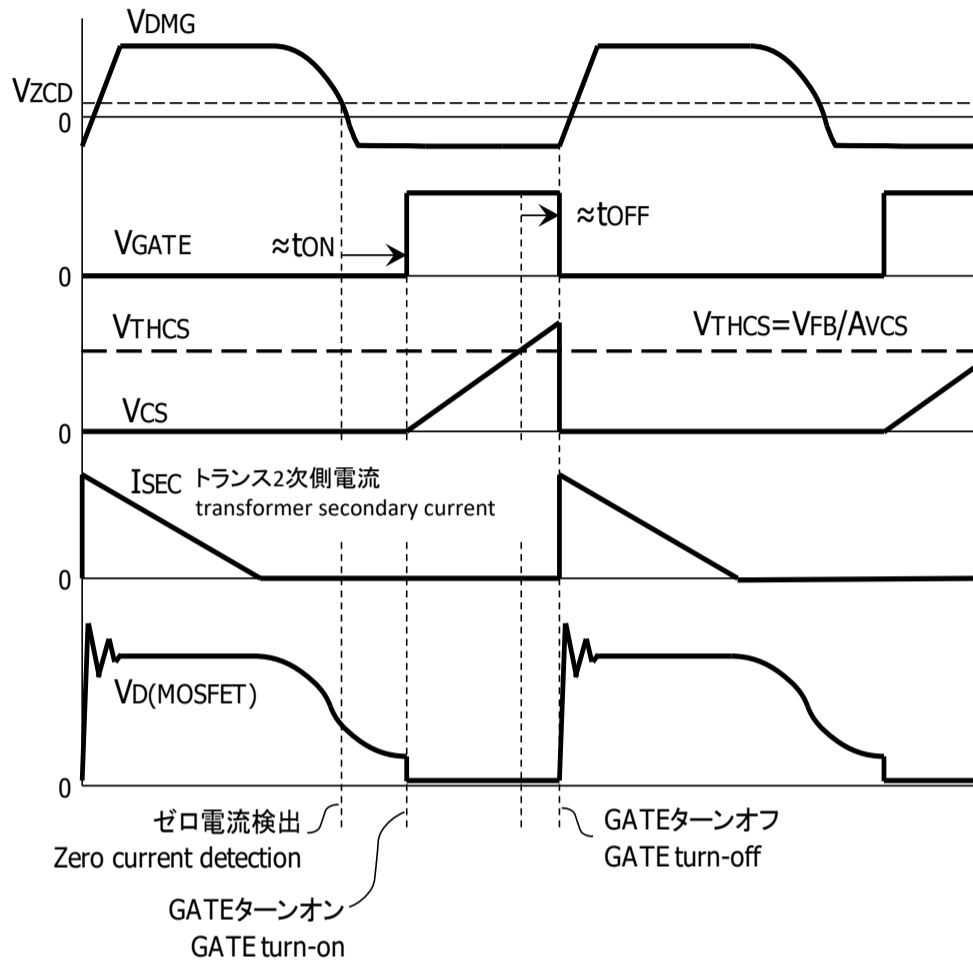 VDMG
VZCD
0
VGATE
≈tON
≈tOFF
0
VTHCS
VTHCS=VFB/AVCS
VCS
0
ISEC トランス2次側電流
transformer secondary current
0
VD(MOSFET)
0
ゼロ電流検出
Zero current detection
GATEターンオフ
GATE turn-off
GATEターンオン
GATE turn-on